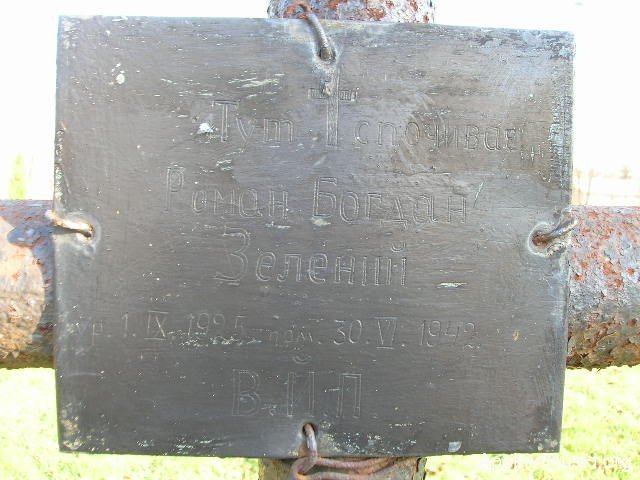 Тут спочиває
Роман Богдан
Зелений
ур. 1. IX. 1925. пом. 30. VI. 1942.
В. Й. П.